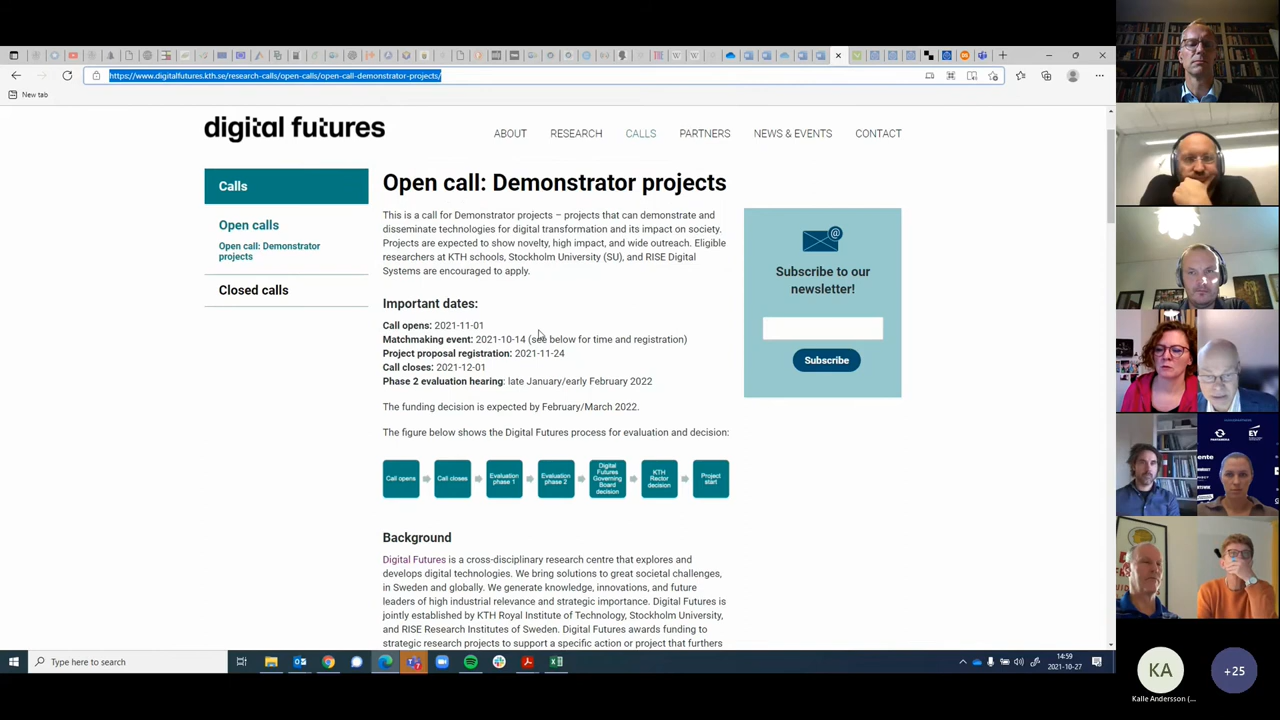 https://www.digitalfutures.kth.se/research-calls/open-calls/open-call-demonstrator-projects/
New tab
digital futures
ABOUT
RESEARCH
CALLS
PARTNERS
NEWS & EVENTS
CONTACT
Calls
Open calls
Open call: Demonstrator
projects
Closed calls
Open call: Demonstrator projects
This is a call for Demonstrator projects – projects that can demonstrate and
disseminate technologies for digital transformation and its impact on society.
Projects are expected to show novelty, high impact, and wide outreach. Eligible
researchers at KTH schools, Stockholm University (SU), and RISE Digital
Systems are encouraged to apply.
Important dates:
Call opens: 2021-11-01
Matchmaking event: 2021-10-14 (see below for time and registration)
Project proposal registration: 2021-11-24
Call closes: 2021-12-01
Phase 2 evaluation hearing: late January/early February 2022
The funding decision is expected by February/March 2022.
The figure below shows the Digital Futures process for evaluation and decision:
Call opens
Call closes
Evaluation
phase 1
Evaluation
phase 2
Digital
Futures
Governing
Board
decision
KTH
Rector
decision
Project
start
Background
Digital Futures is a cross-disciplinary research centre that explores and
develops digital technologies. We bring solutions to great societal challenges,
in Sweden and globally. We generate knowledge, innovations, and future
leaders of high industrial relevance and strategic importance. Digital Futures is
jointly established by KTH Royal Institute of Technology, Stockholm University,
and RISE Research Institutes of Sweden. Digital Futures awards funding to
strategic research projects to support a specific action or project that furthers
@
Subscribe to our
newsletter!
Subscribe
EY
KA
Kalle Andersson (...
+25
Type here to search
14:59
2021-10-27